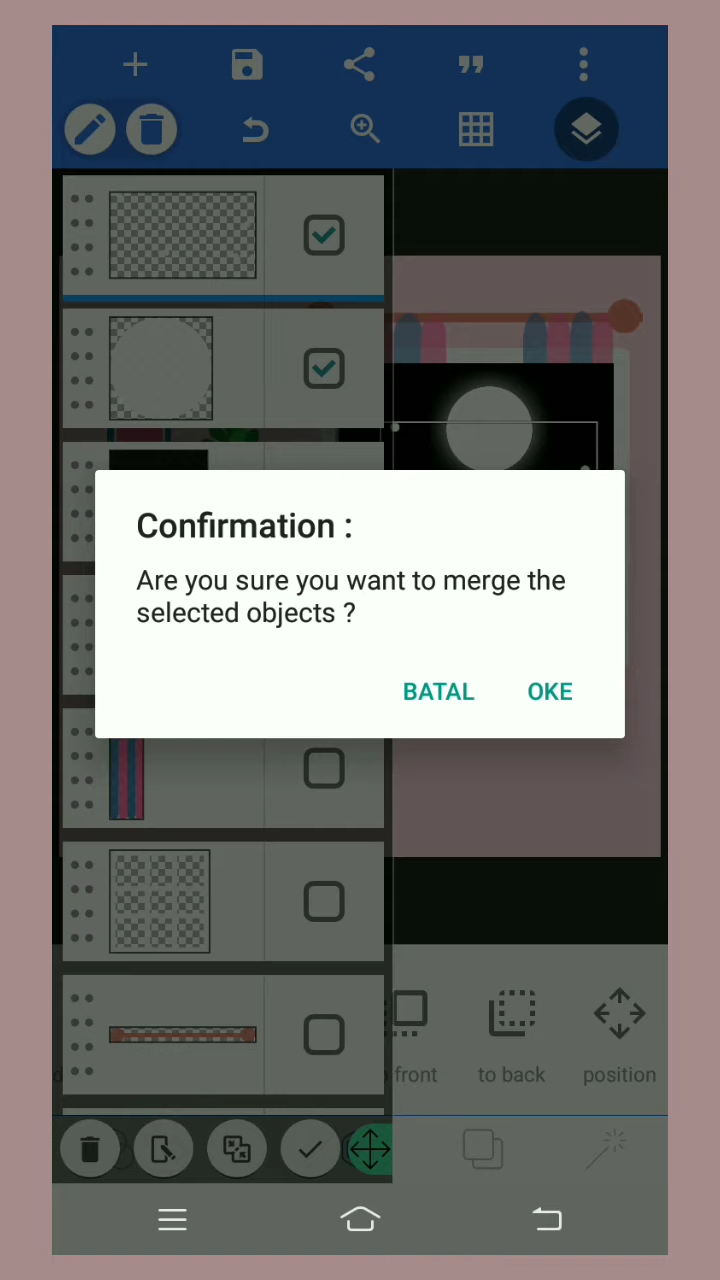 Confirmation :
Are you sure you want to merge the
selected objects ?
BATAL OKE
front
to back
position